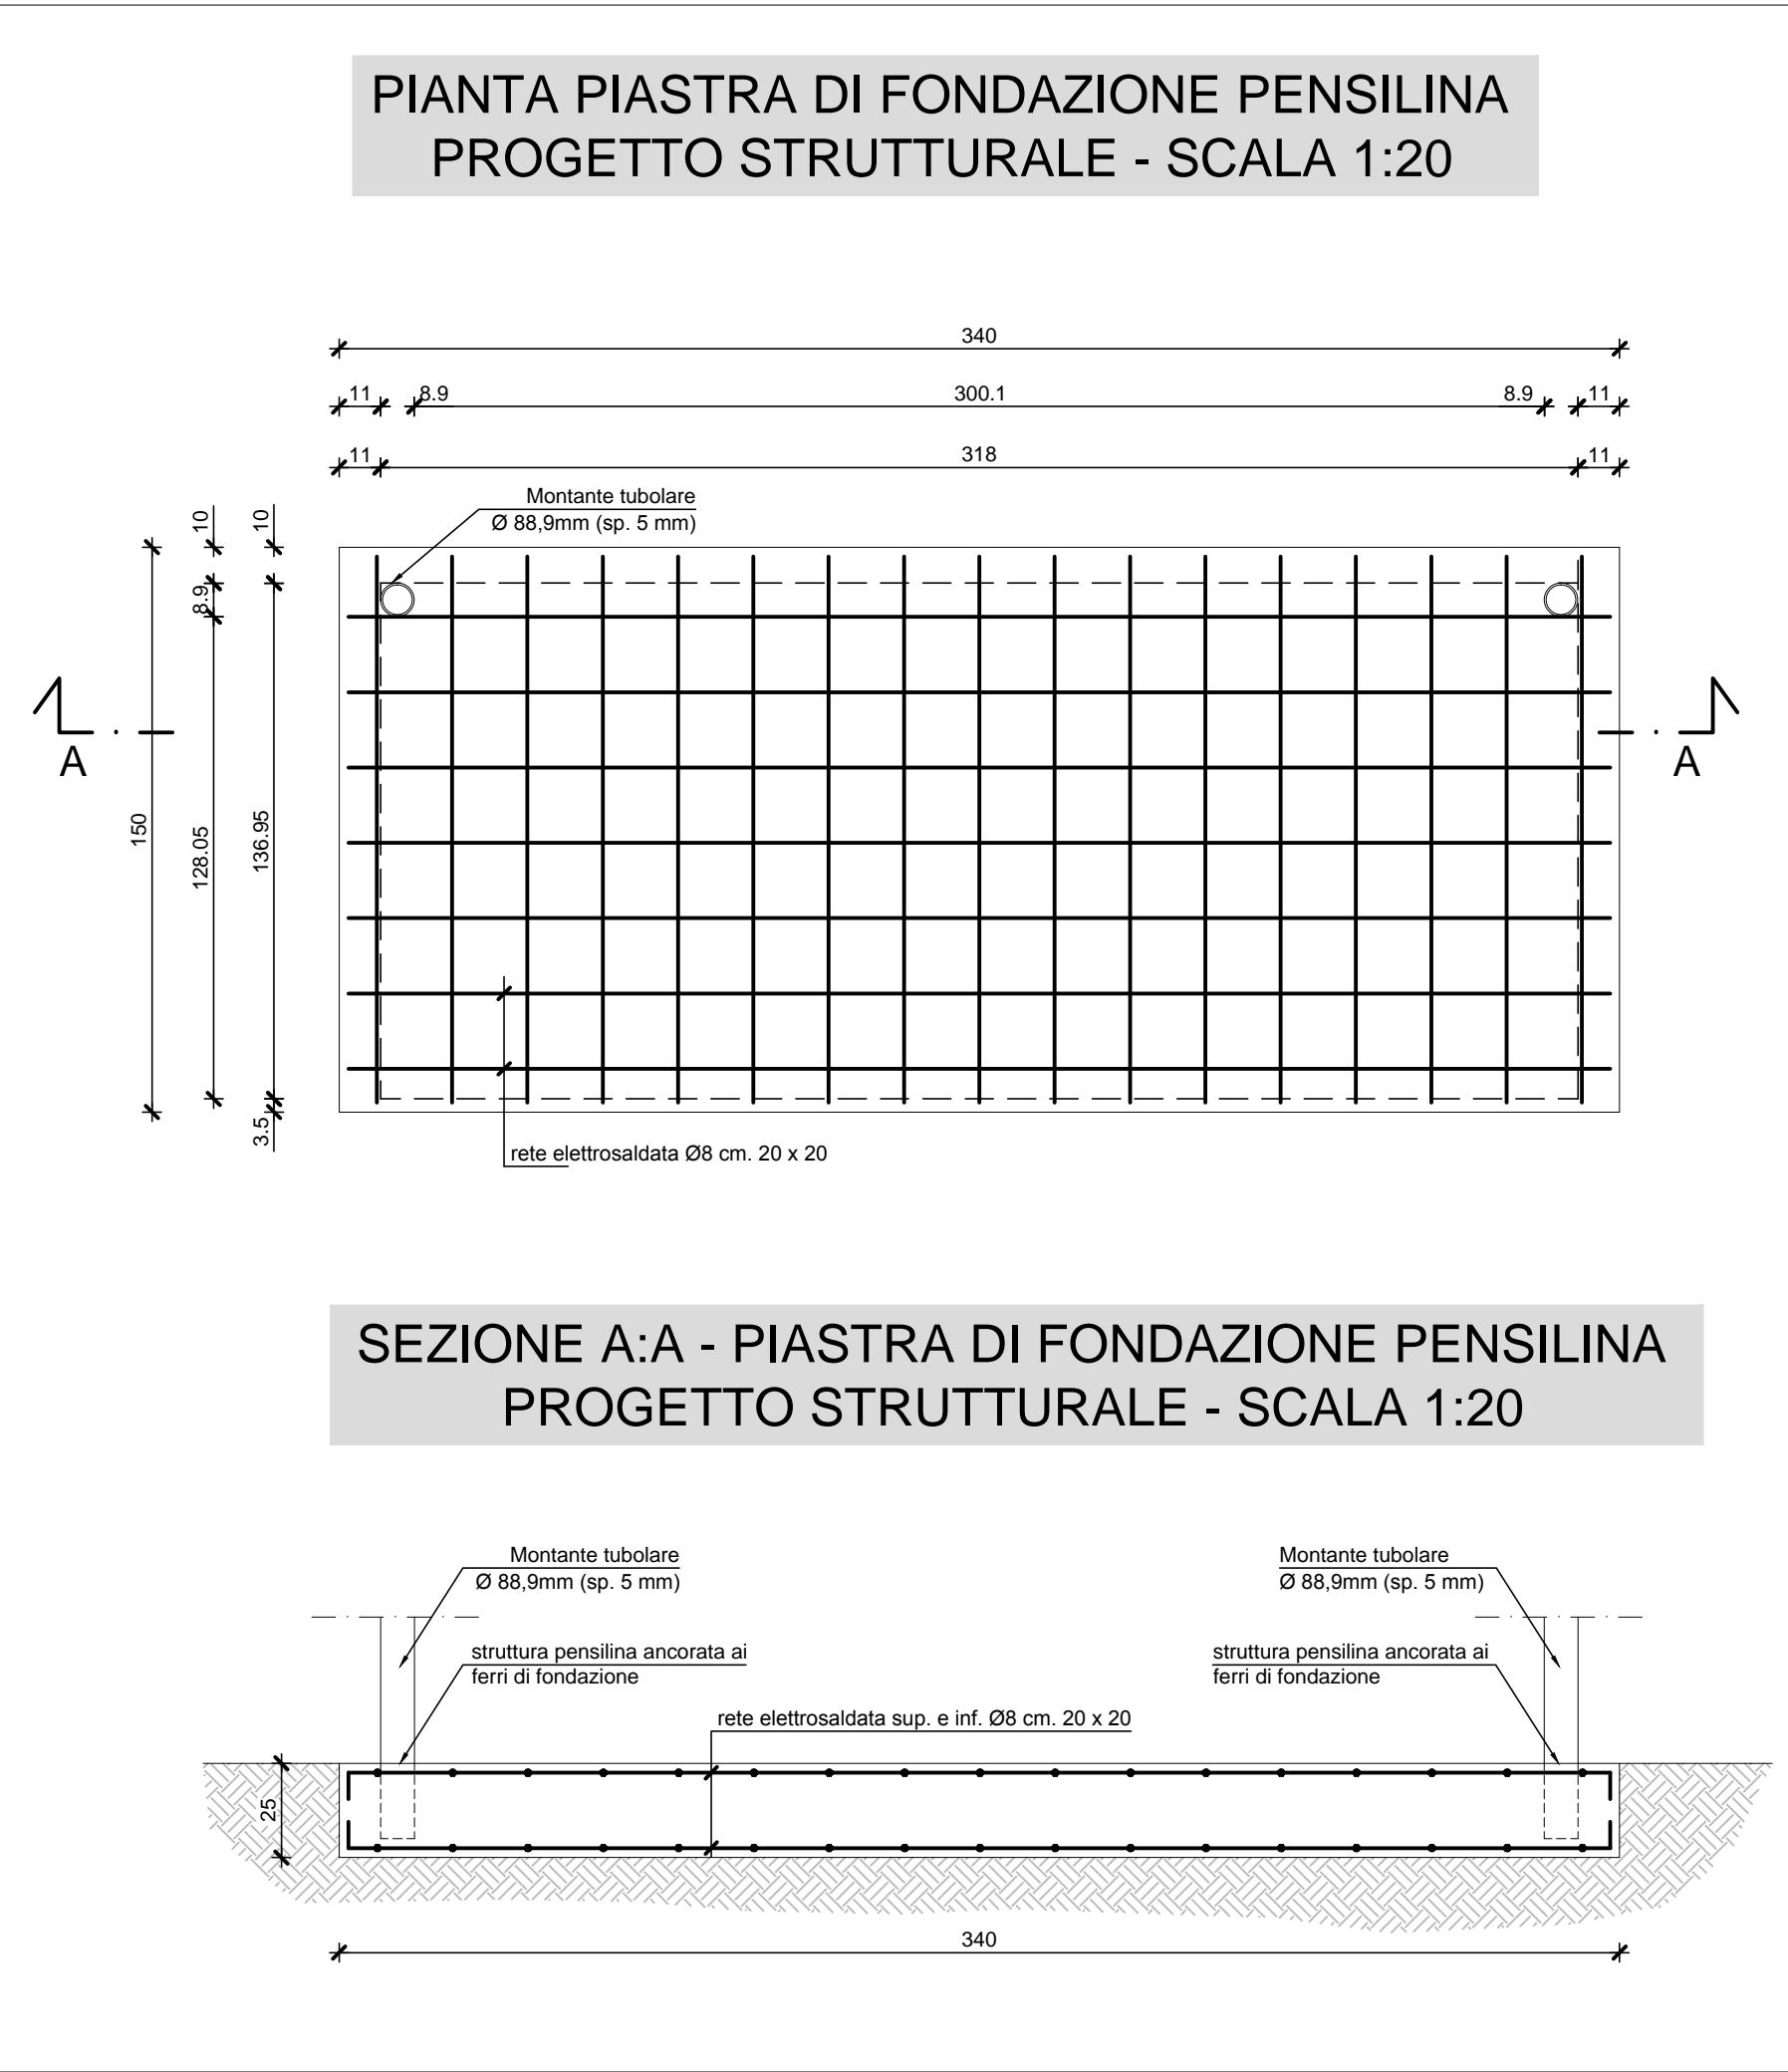 PIANTA PIASTRA DI FONDAZIONE PENSILINA
PROGETTO STRUTTURALE - SCALA 1:20
340
11
8.9
300.1
8.9
11
11
318
11
Montante tubolare
Ø 88,9mm (sp. 5 mm)
10
10
8.9
A
A
150
128.05
136.95
3.5
rete elettrosaldata Ø8 cm. 20 x 20
SEZIONE A:A - PIASTRA DI FONDAZIONE PENSILINA
PROGETTO STRUTTURALE - SCALA 1:20
Montante tubolare
Ø 88,9mm (sp. 5 mm)
Montante tubolare
Ø 88,9mm (sp. 5 mm)
struttura pensilina ancorata ai
ferri di fondazione
struttura pensilina ancorata ai
ferri di fondazione
rete elettrosaldata sup. e inf. Ø8 cm. 20 x 20
25
340